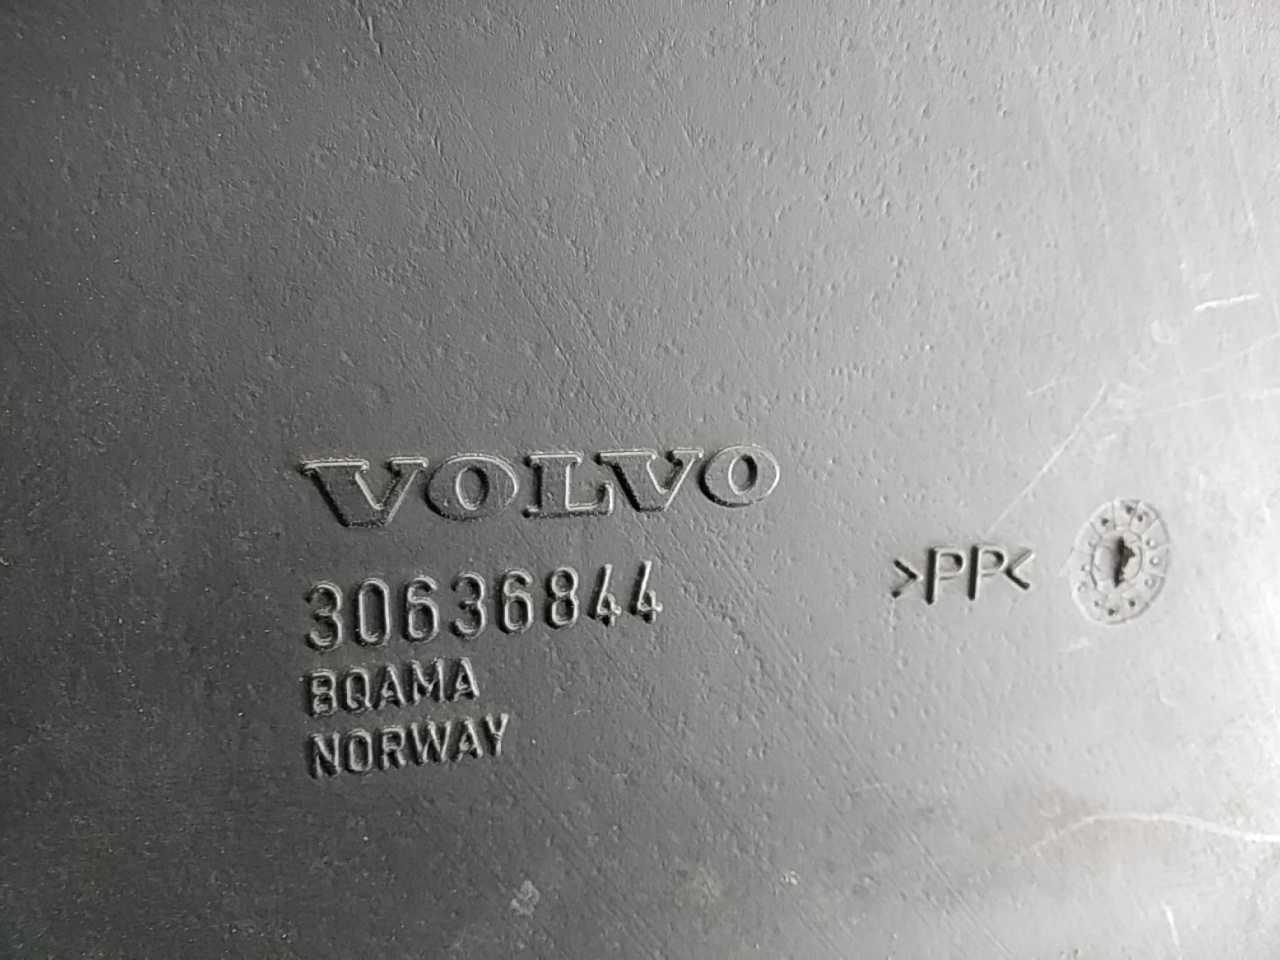 VOLVO
30636844
>PP<
BQAMA
NORWAY